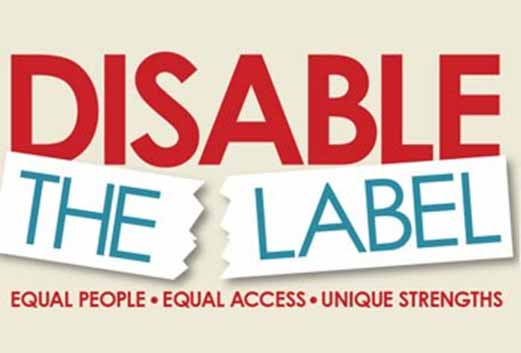 DISABLE
THE LABEL
EQUAL PEOPLE • EQUAL ACCESS • UNIQUE STRENGTHS